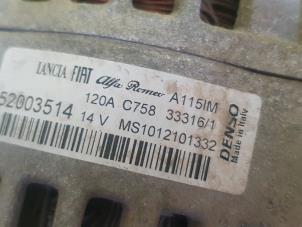 LANCIA FIAT Alfa Romeo A115IM
120A C758 33316/1
52003514 14 V MS1012101332
DENSO
Made in Italy